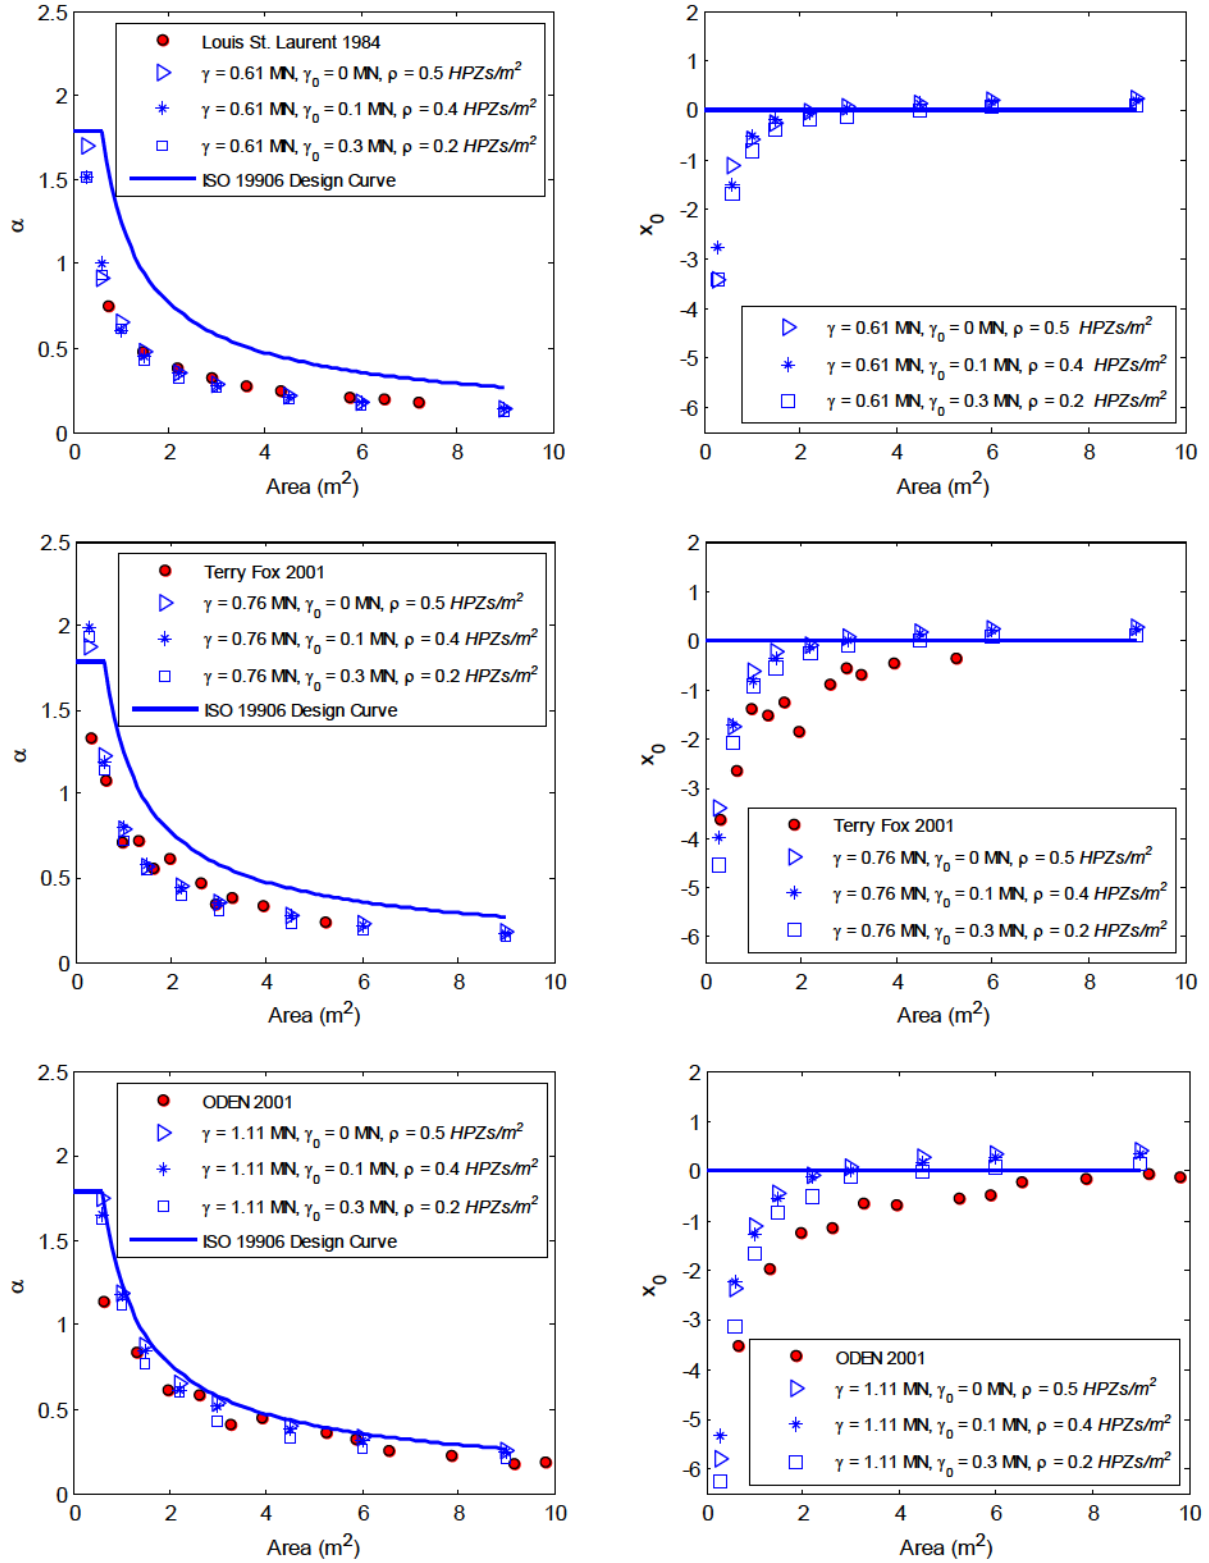 2.5
2
1.5
1
0.5
0
α
Louis St. Laurent 1984
γ = 0.61 MN, γ₀ = 0 MN, ρ = 0.5 HPZs/m²
γ = 0.61 MN, γ₀ = 0.1 MN, ρ = 0.4 HPZs/m²
γ = 0.61 MN, γ₀ = 0.3 MN, ρ = 0.2 HPZs/m²
ISO 19906 Design Curve
0 2 4 6 8 10
Area (m²)
2
1
0
-1
-2
-3
-4
-5
-6
x₀
γ = 0.61 MN, γ₀ = 0 MN, ρ = 0.5 HPZs/m²
γ = 0.61 MN, γ₀ = 0.1 MN, ρ = 0.4 HPZs/m²
γ = 0.61 MN, γ₀ = 0.3 MN, ρ = 0.2 HPZs/m²
0 2 4 6 8 10
Area (m²)
2.5
2
1.5
1
0.5
0
α
Terry Fox 2001
γ = 0.76 MN, γ₀ = 0 MN, ρ = 0.5 HPZs/m²
γ = 0.76 MN, γ₀ = 0.1 MN, ρ = 0.4 HPZs/m²
γ = 0.76 MN, γ₀ = 0.3 MN, ρ = 0.2 HPZs/m²
ISO 19906 Design Curve
0 2 4 6 8 10
Area (m²)
2
1
0
-1
-2
-3
-4
-5
-6
x₀
Terry Fox 2001
γ = 0.76 MN, γ₀ = 0 MN, ρ = 0.5 HPZs/m²
γ = 0.76 MN, γ₀ = 0.1 MN, ρ = 0.4 HPZs/m²
γ = 0.76 MN, γ₀ = 0.3 MN, ρ = 0.2 HPZs/m²
0 2 4 6 8 10
Area (m²)
2.5
2
1.5
1
0.5
0
α
ODEN 2001
γ = 1.11 MN, γ₀ = 0 MN, ρ = 0.5 HPZs/m²
γ = 1.11 MN, γ₀ = 0.1 MN, ρ = 0.4 HPZs/m²
γ = 1.11 MN, γ₀ = 0.3 MN, ρ = 0.2 HPZs/m²
ISO 19906 Design Curve
0 2 4 6 8 10
Area (m²)
2
1
0
-1
-2
-3
-4
-5
-6
x₀
ODEN 2001
γ = 1.11 MN, γ₀ = 0 MN, ρ = 0.5 HPZs/m²
γ = 1.11 MN, γ₀ = 0.1 MN, ρ = 0.4 HPZs/m²
γ = 1.11 MN, γ₀ = 0.3 MN, ρ = 0.2 HPZs/m²
0 2 4 6 8 10
Area (m²)